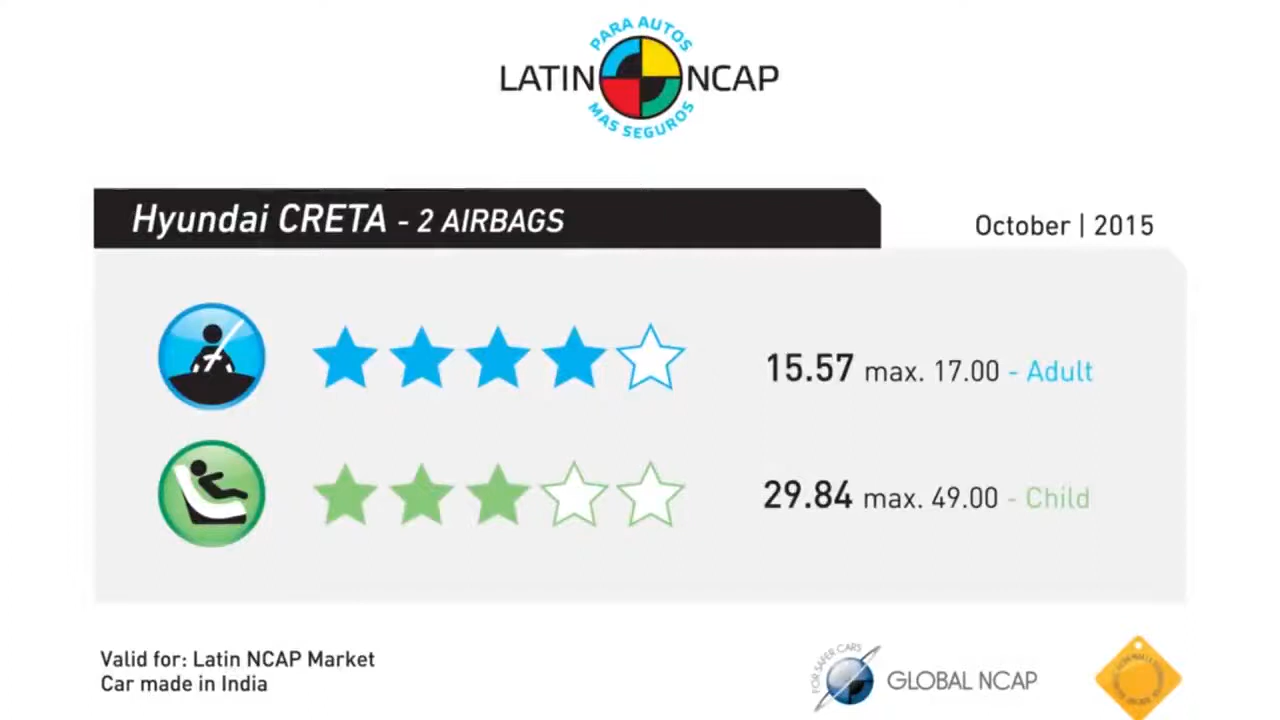 PARA AUTOS
LATIN NCAP
MAS SEGUROS
Hyundai CRETA - 2 AIRBAGS
October | 2015
15.57 max. 17.00 - Adult
29.84 max. 49.00 - Child
Valid for: Latin NCAP Market
Car made in India
FOR SAFER CARS
GLOBAL NCAP